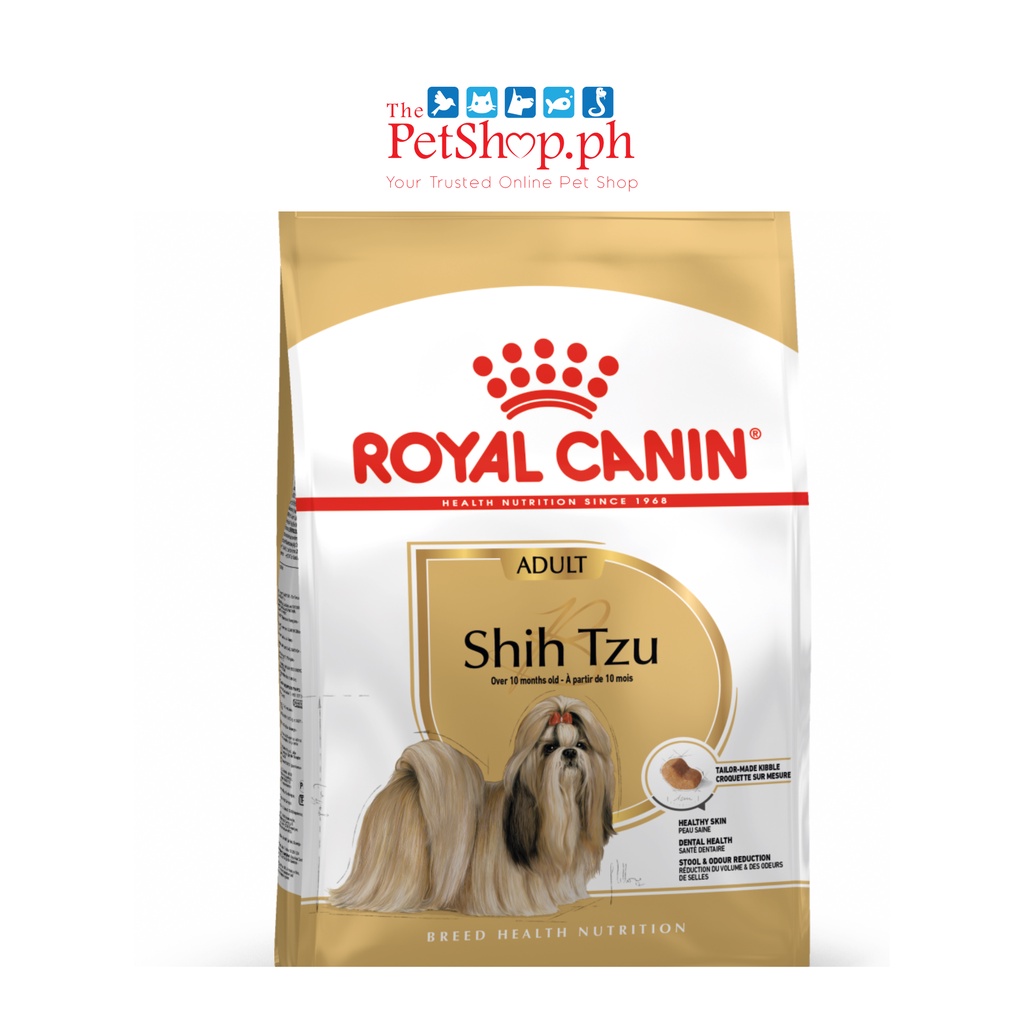 The
PetShop.ph
Your Trusted Online Pet Shop
ROYAL CANIN®
HEALTH NUTRITION SINCE 1968
ADULT
Shih Tzu
Over 10 months old - À partir de 10 mois
TAILOR-MADE KIBBLE
CROQUETTE SUR MESURE
HEALTHY SKIN
PEAU SAINE
DENTAL HEALTH
SANTÉ DENTAIRE
STOOL & ODOUR REDUCTION
RÉDUCTION DU VOLUME & DES ODEURS
DE SELLES
BREED HEALTH NUTRITION